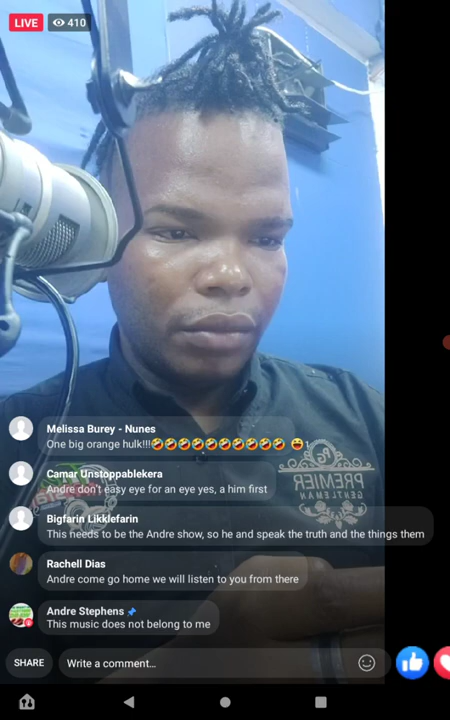 LIVE
410
Melissa Burey - Nunes
One big orange hulk!!!🤣🤣🤣🤣🤣🤣🤣🤣🤣🤣 😆
Camar Unstoppablekera
Andre don't easy eye for an eye yes, a him first
PG
PREMIER
GENTLEMAN
Bigfarin Likklefarin
This needs to be the Andre show, so he and speak the truth and the things them
Rachell Dias
Andre come go home we will listen to you from there
Andre Stephens 📌
This music does not belong to me
SHARE
Write a comment...